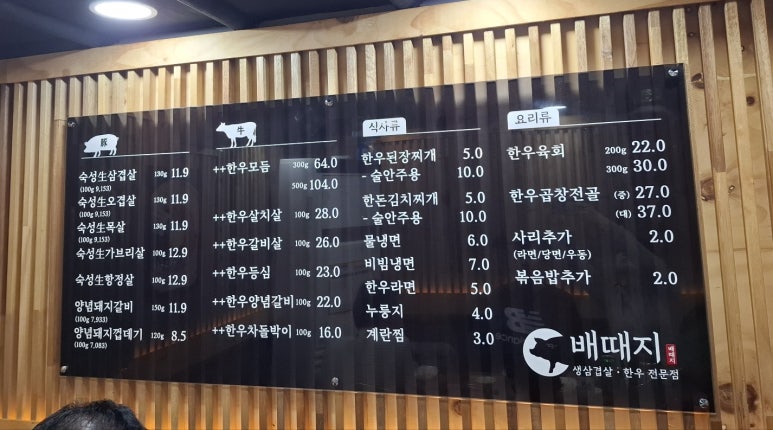 豚
숙성生삼겹살 130g 11.9
(100g 9,153)
숙성生오겹살 130g 11.9
(100g 9,153)
숙성生목살 130g 11.9
(100g 9,153)
숙성生가브리살 100g 12.9
숙성生항정살 100g 12.9
양념돼지갈비 150g 11.9
(100g 7,933)
양념돼지껍데기 120g 8.5
(100g 7,083)
牛
++한우모듬 300g 64.0
500g 104.0
++한우살치살 100g 28.0
++한우갈비살 100g 26.0
++한우등심 100g 23.0
++한우양념갈비 100g 22.0
++한우차돌박이 100g 16.0
식사류
한우된장찌개 5.0
- 술안주용 10.0
한돈김치찌개 5.0
- 술안주용 10.0
물냉면 6.0
비빔냉면 7.0
한우라면 5.0
누룽지 4.0
계란찜 3.0
요리류
한우육회 200g 22.0
300g 30.0
한우곱창전골 (중) 27.0
(대) 37.0
사리추가 2.0
(라면/당면/우동)
볶음밥추가 2.0
배때지 배때지
생삼겹살 : 한우 전문점